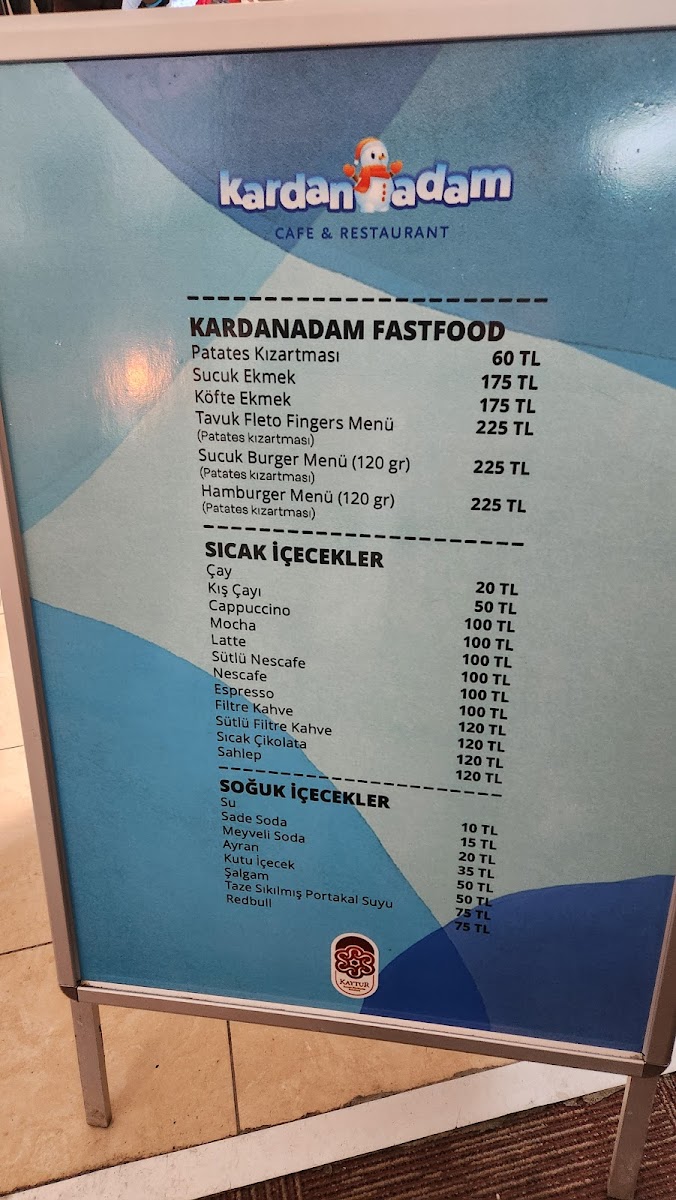 kardanadam
CAFE & RESTAURANT
KARDANADAM FASTFOOD
Patates Kızartması 60 TL
Sucuk Ekmek 175 TL
Köfte Ekmek 175 TL
Tavuk Fleto Fingers Menü 225 TL
(Patates kızartması)
Sucuk Burger Menü (120 gr) 225 TL
(Patates kızartması)
Hamburger Menü (120 gr) 225 TL
(Patates kızartması)
SICAK İÇECEKLER
Çay 20 TL
Kış Çayı 50 TL
Cappuccino 100 TL
Mocha 100 TL
Latte 100 TL
Sütlü Nescafe 100 TL
Nescafe 100 TL
Espresso 100 TL
Filtre Kahve 120 TL
Sütlü Filtre Kahve 120 TL
Sıcak Çikolata 120 TL
Sahlep 120 TL
SOĞUK İÇECEKLER
Su 10 TL
Sade Soda 15 TL
Meyveli Soda 20 TL
Ayran 35 TL
Kutu İçecek 50 TL
Şalgam 50 TL
Taze Sıkılmış Portakal Suyu 75 TL
Redbull 75 TL
KAYTUR